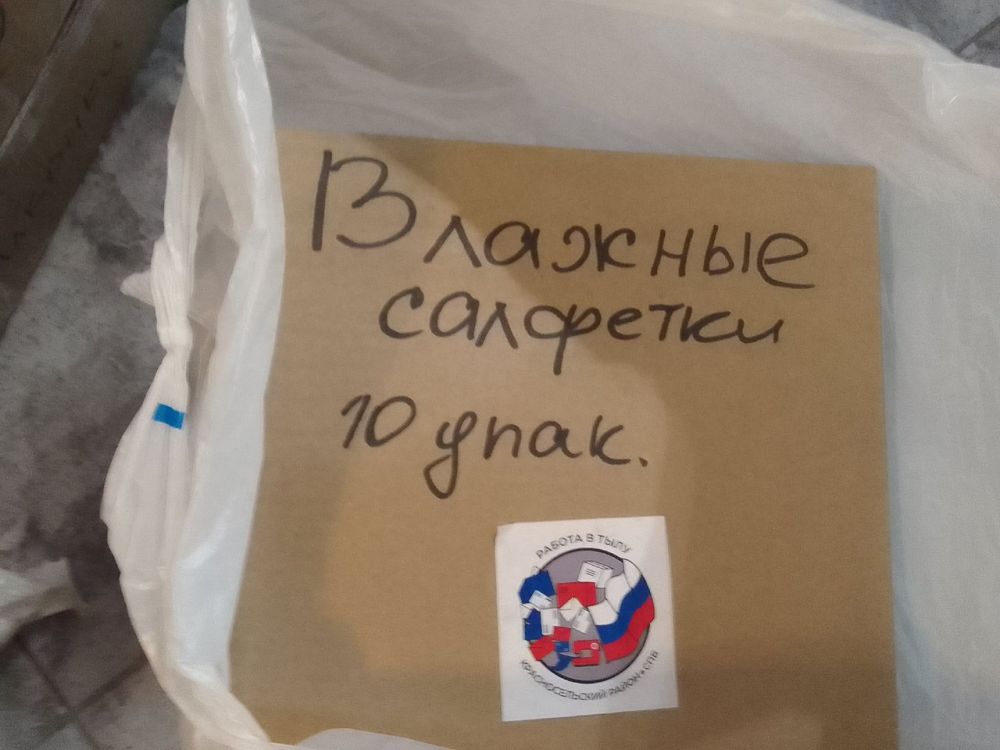 Влажные
салфетки
10 упак.
РАБОТА В ТЫЛУ
КРАСНОСЕЛЬСКИЙ РАЙОН • СПБ